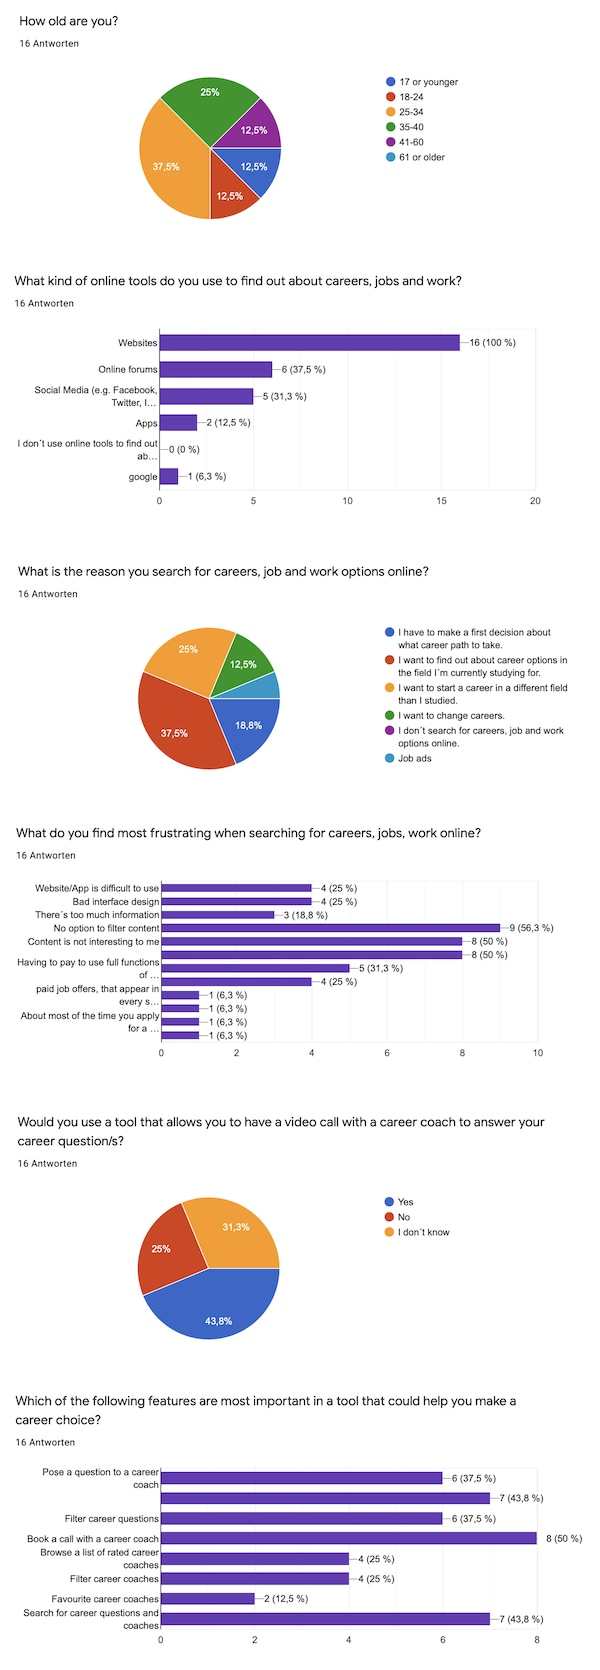 How old are you?
16 Antworten
25%
12,5%
37,5%
12,5%
12,5%
17 or younger
18-24
25-34
35-40
41-60
61 or older
What kind of online tools do you use to find out about careers, jobs and work?
16 Antworten
Websites
16 (100 %)
Online forums
6 (37,5 %)
Social Media (e.g. Facebook,
Twitter, I...
5 (31,3 %)
Apps
2 (12,5 %)
I don´t use online tools to find out
ab...
0 (0 %)
google
1 (6,3 %)
0 5 10 15 20
What is the reason you search for careers, job and work options online?
16 Antworten
25%
12,5%
37,5%
18,8%
I have to make a first decision about
what career path to take.
I want to find out about career options in
the field I´m currently studying for.
I want to start a career in a different field
than I studied.
I want to change careers.
I don´t search for careers, job and work
options online.
Job ads
What do you find most frustrating when searching for careers, jobs, work online?
16 Antworten
Website/App is difficult to use
4 (25 %)
Bad interface design
4 (25 %)
There´s too much information
3 (18,8 %)
No option to filter content
9 (56,3 %)
Content is not interesting to me
8 (50 %)
8 (50 %)
Having to pay to use full functions
of ...
5 (31,3 %)
4 (25 %)
paid job offers, that appear in
every s...
1 (6,3 %)
1 (6,3 %)
About most of the time you apply
for a ...
1 (6,3 %)
1 (6,3 %)
0 2 4 6 8 10
Would you use a tool that allows you to have a video call with a career coach to answer your
career question/s?
16 Antworten
31,3%
25%
43,8%
Yes
No
I don´t know
Which of the following features are most important in a tool that could help you make a
career choice?
16 Antworten
Pose a question to a career
coach
6 (37,5 %)
7 (43,8 %)
Filter career questions
6 (37,5 %)
Book a call with a career coach
8 (50 %)
Browse a list of rated career
coaches
4 (25 %)
Filter career coaches
4 (25 %)
Favourite career coaches
2 (12,5 %)
Search for career questions and
coaches
7 (43,8 %)
0 2 4 6 8